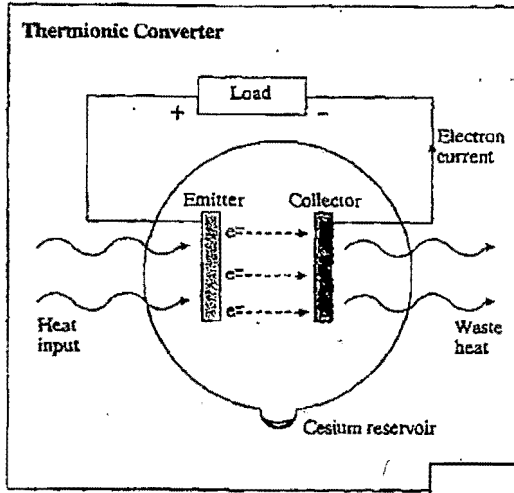 Thermionic Converter
Load
+ -
Electron
current
Emitter
Collector
e=
e=
e=
Heat
input
Waste
heat
Cesium reservoir